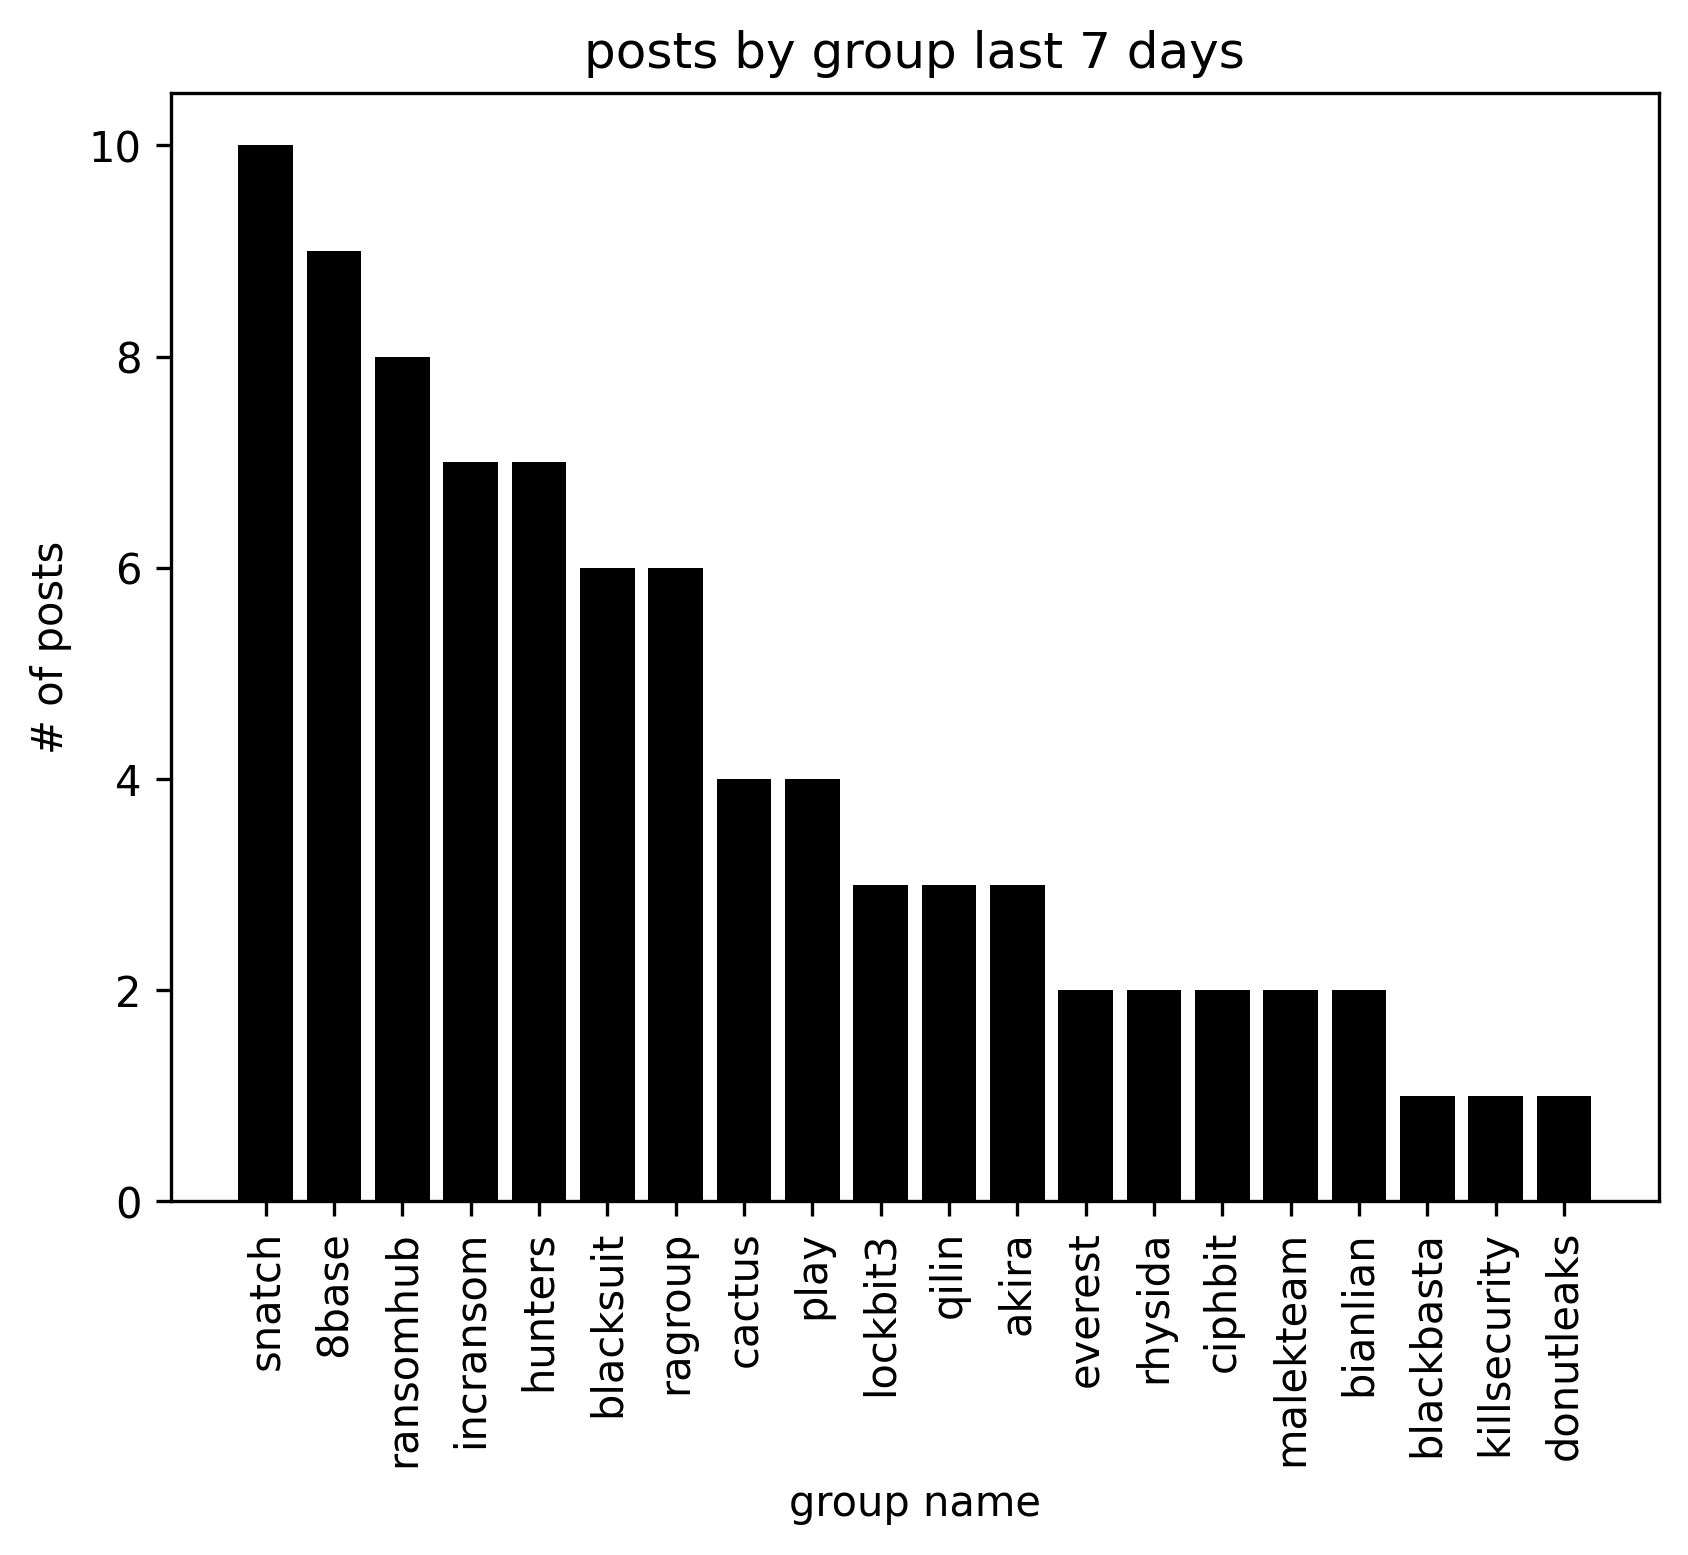 posts by group last 7 days
# of posts
10
8
6
4
2
0
snatch
8base
ransomhub
incransom
hunters
blacksuit
ragroup
cactus
play
lockbit3
qilin
akira
everest
rhysida
ciphbit
malekteam
bianlian
blackbasta
killsecurity
donutleaks
group name